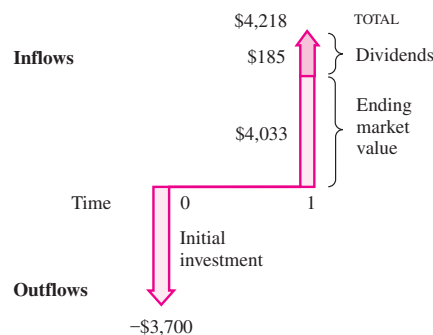 $4,218 TOTAL
Inflows $185 Dividends
$4,033 Ending
market
value
Time 0 1
Initial
investment
Outflows
−$3,700